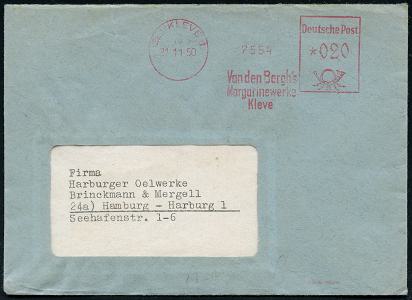 KLEVE 1
21.11.50
7554
Deutsche Post
*020
Van den Bergh's
Margarinewerke
Kleve
Firma
Harburger Oelwerke
Brinckmann & Mergell
24a) Hamburg - Harburg 1
Seehafenstr. 1-6